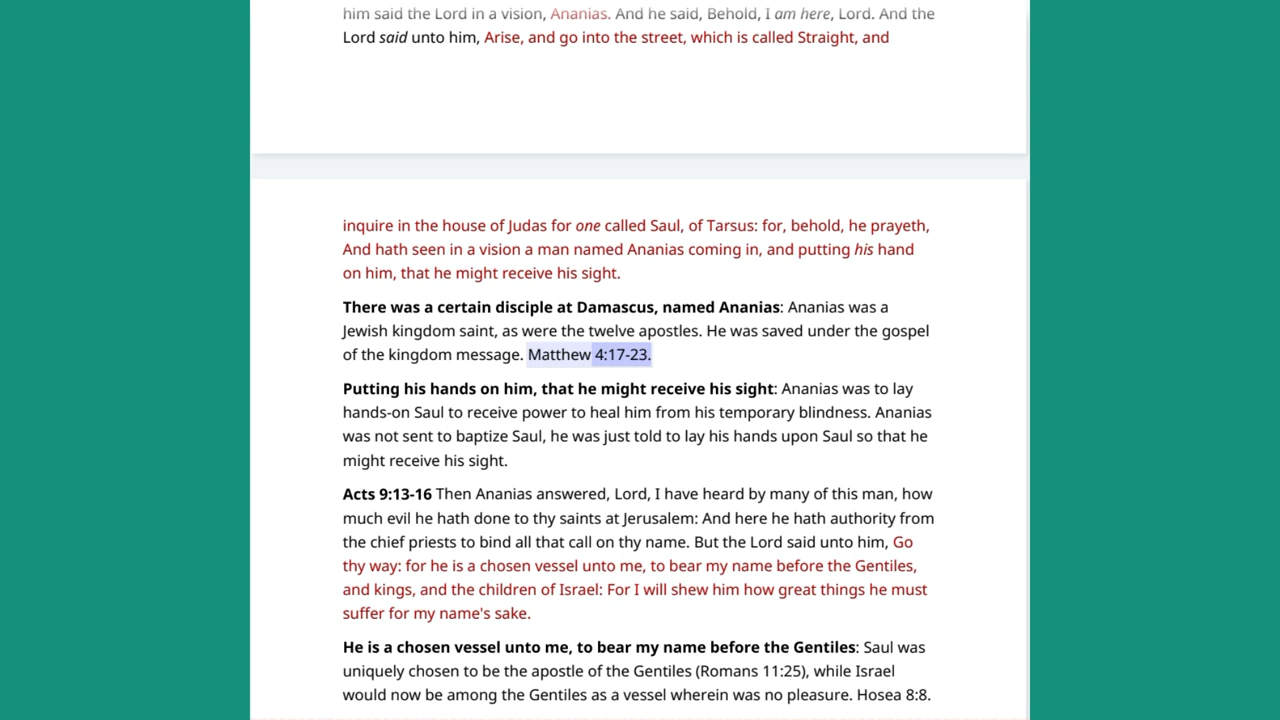 him said the Lord in a vision, Ananias. And he said, Behold, I am here, Lord. And the
Lord said unto him, Arise, and go into the street, which is called Straight, and
inquire in the house of Judas for one called Saul, of Tarsus: for, behold, he prayeth,
And hath seen in a vision a man named Ananias coming in, and putting his hand
on him, that he might receive his sight.
There was a certain disciple at Damascus, named Ananias: Ananias was a
Jewish kingdom saint, as were the twelve apostles. He was saved under the gospel
of the kingdom message. Matthew 4:17-23.
Putting his hands on him, that he might receive his sight: Ananias was to lay
hands-on Saul to receive power to heal him from his temporary blindness. Ananias
was not sent to baptize Saul, he was just told to lay his hands upon Saul so that he
might receive his sight.
Acts 9:13-16 Then Ananias answered, Lord, I have heard by many of this man, how
much evil he hath done to thy saints at Jerusalem: And here he hath authority from
the chief priests to bind all that call on thy name. But the Lord said unto him, Go
thy way: for he is a chosen vessel unto me, to bear my name before the Gentiles,
and kings, and the children of Israel: For I will shew him how great things he must
suffer for my name's sake.
He is a chosen vessel unto me, to bear my name before the Gentiles: Saul was
uniquely chosen to be the apostle of the Gentiles (Romans 11:25), while Israel
would now be among the Gentiles as a vessel wherein was no pleasure. Hosea 8:8.